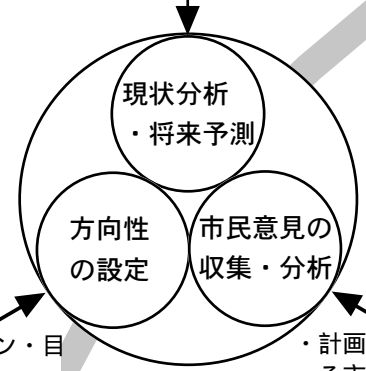 現状分析
・将来予測
方向性
の設定
市民意見の
収集・分析
ン・目
・計画